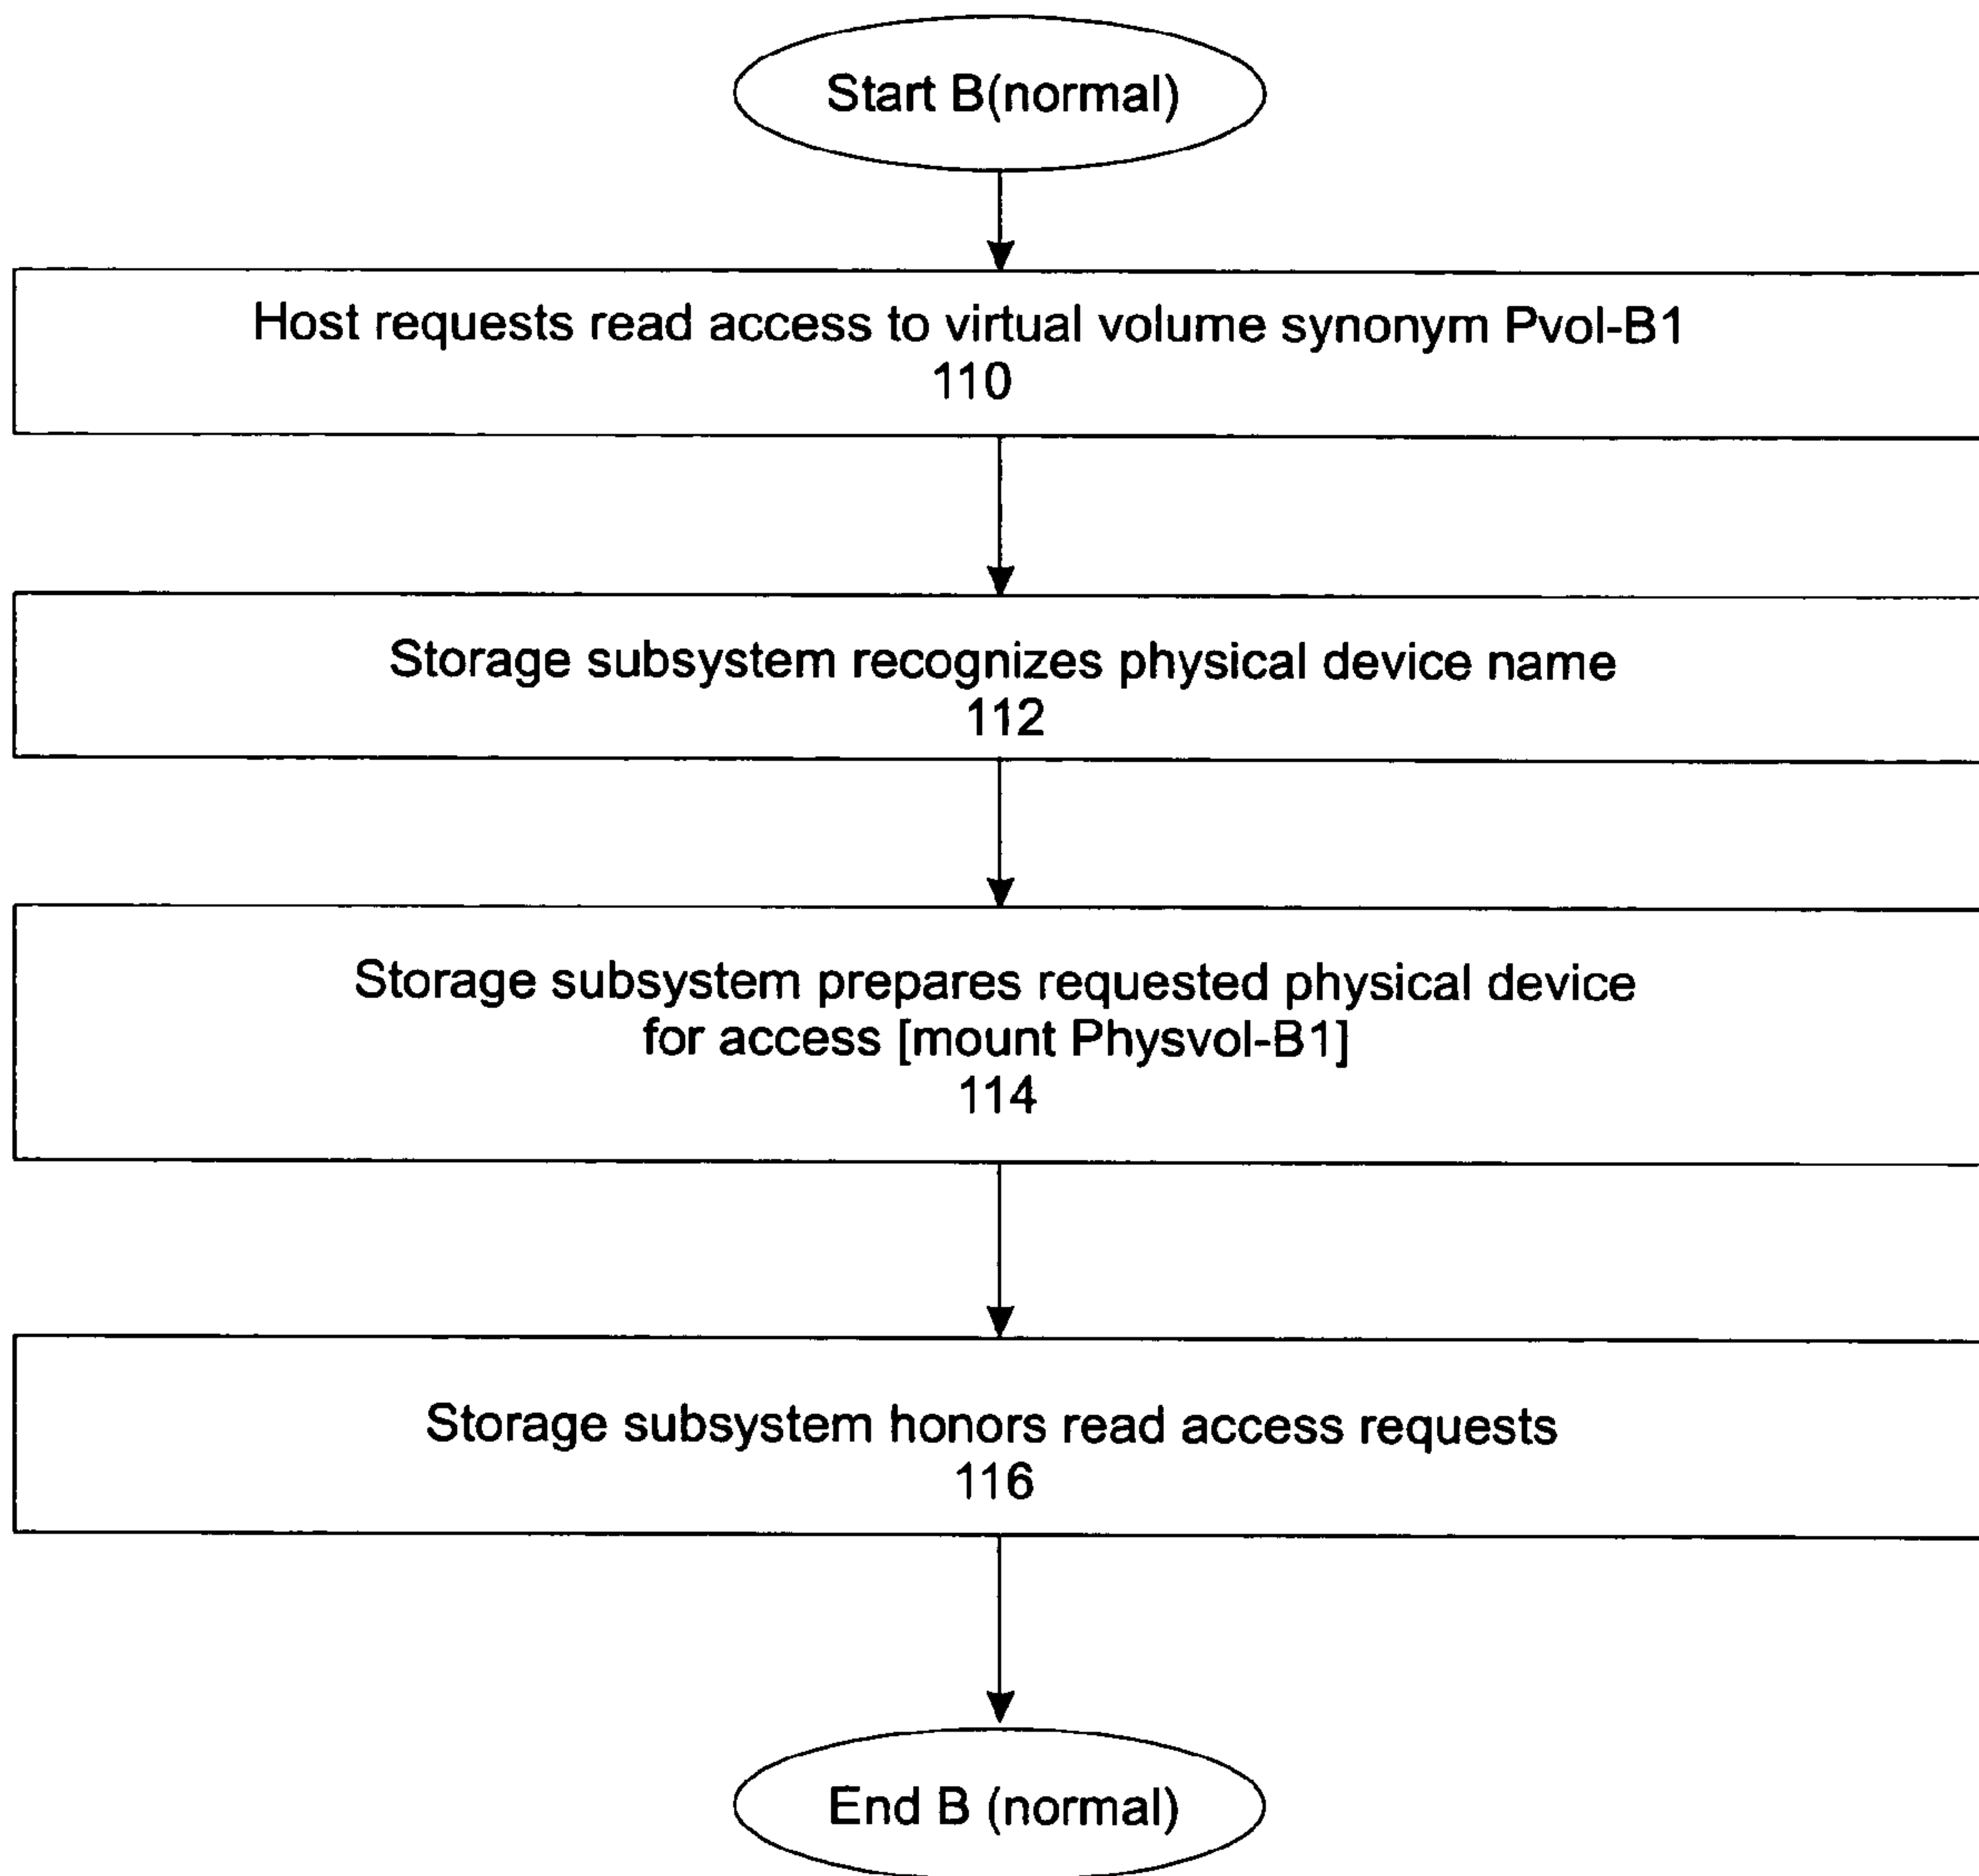 Start B(normal)
Host requests read access to virtual volume synonym Pvol-B1
110
Storage subsystem recognizes physical device name
112
Storage subsystem prepares requested physical device
for access [mount Physvol-B1]
114
Storage subsystem honors read access requests
116
End B (normal)